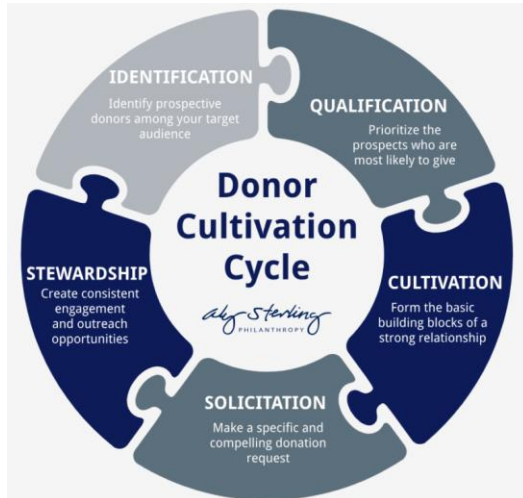 IDENTIFICATION
Identify prospective
donors among your target
audience
QUALIFICATION
Prioritize the
prospects who are
most likely to give
Donor
Cultivation
Cycle
aly Sterling
PHILANTHROPY
CULTIVATION
Form the basic
building blocks of a
strong relationship
SOLICITATION
Make a specific and
compelling donation
request
STEWARDSHIP
Create consistent
engagement
and outreach
opportunities